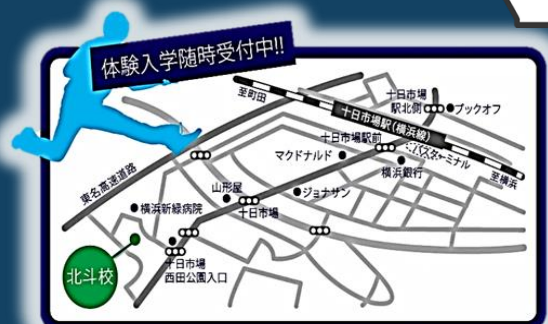 体験入学随時受付中!!
至町田
十日市場
駅北側
ブックオフ
十日市場駅(横浜線)
十日市場駅前
バスターミナル
マクドナルド
横浜銀行
至横浜
東名高速道路
山形屋
ジョナサン
横浜新緑病院
十日市場
北斗校
十日市場
西田公園入口